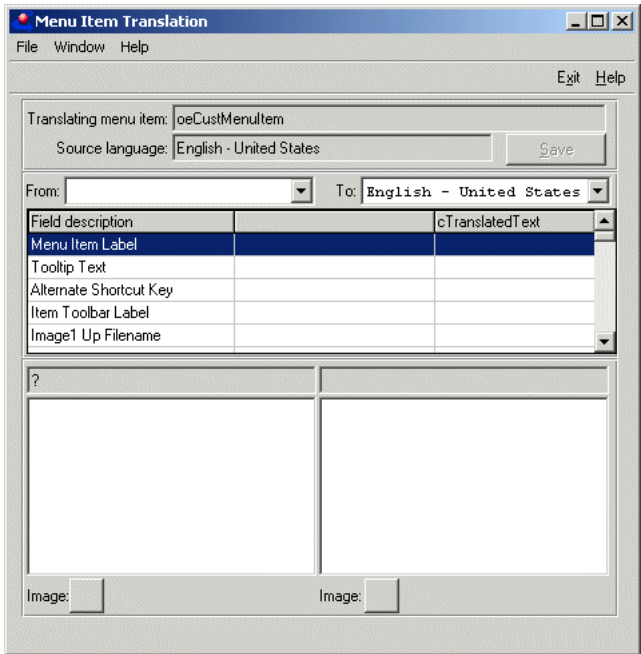 Menu Item Translation
File Window Help
Exit Help
Translating menu item: oeCustMenuItem
Source language: English - United States
Save
From: To: English - United States
Field description cTranslatedText
Menu Item Label
Tooltip Text
Alternate Shortcut Key
Item Toolbar Label
Image1 Up Filename
?
Image: Image: